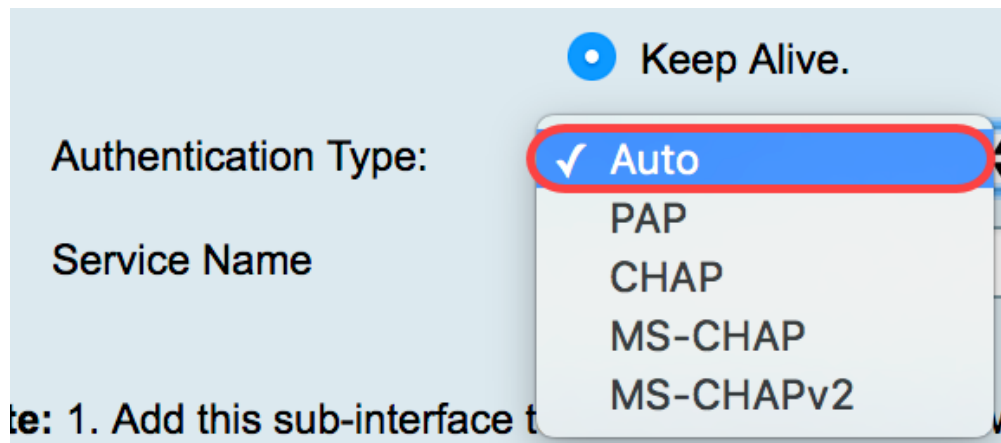 Keep Alive.
Authentication Type:
✓ Auto
PAP
Service Name
CHAP
MS-CHAP
MS-CHAPv2
te: 1. Add this sub-interface t